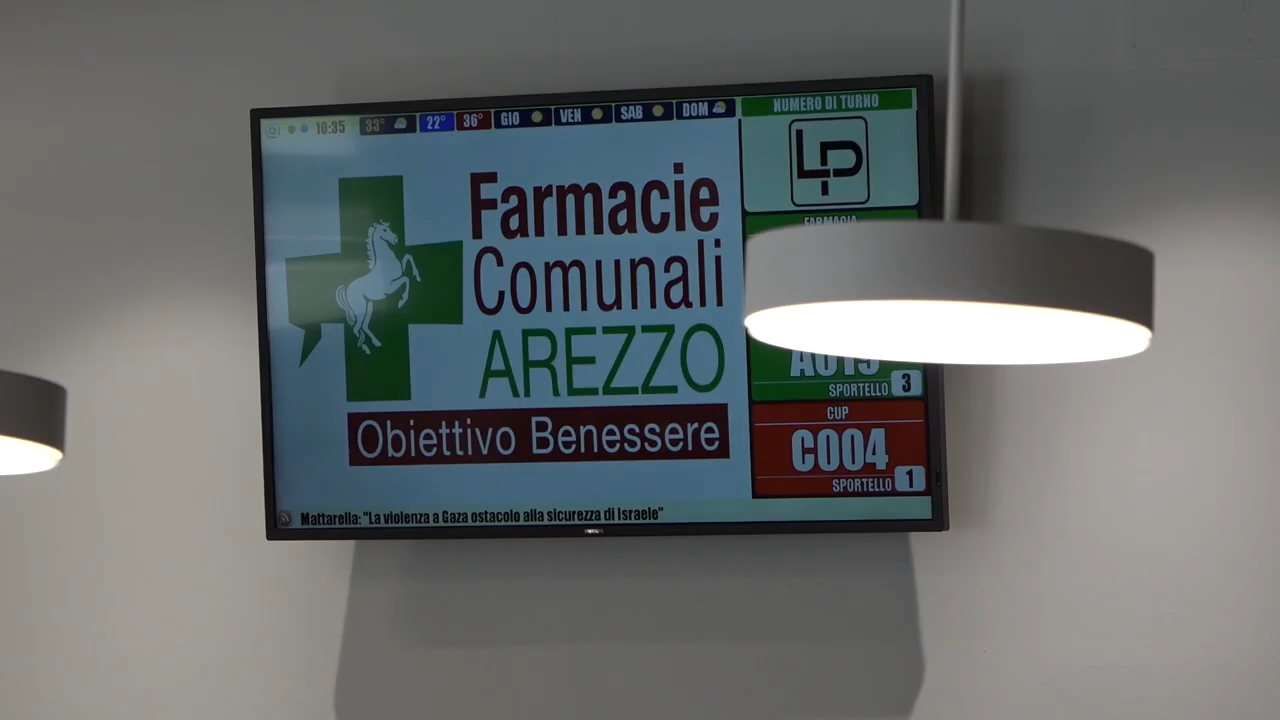 10:35 33° 22° 36° GIO VEN SAB DOM
NUMERO DI TURNO
LP
FARMACIA
Farmacie
Comunali
AREZZO
Obiettivo Benessere
SPORTELLO 3
CUP
C004
SPORTELLO 1
Mattarella: "La violenza a Gaza ostacolo alla sicurezza di Israele"